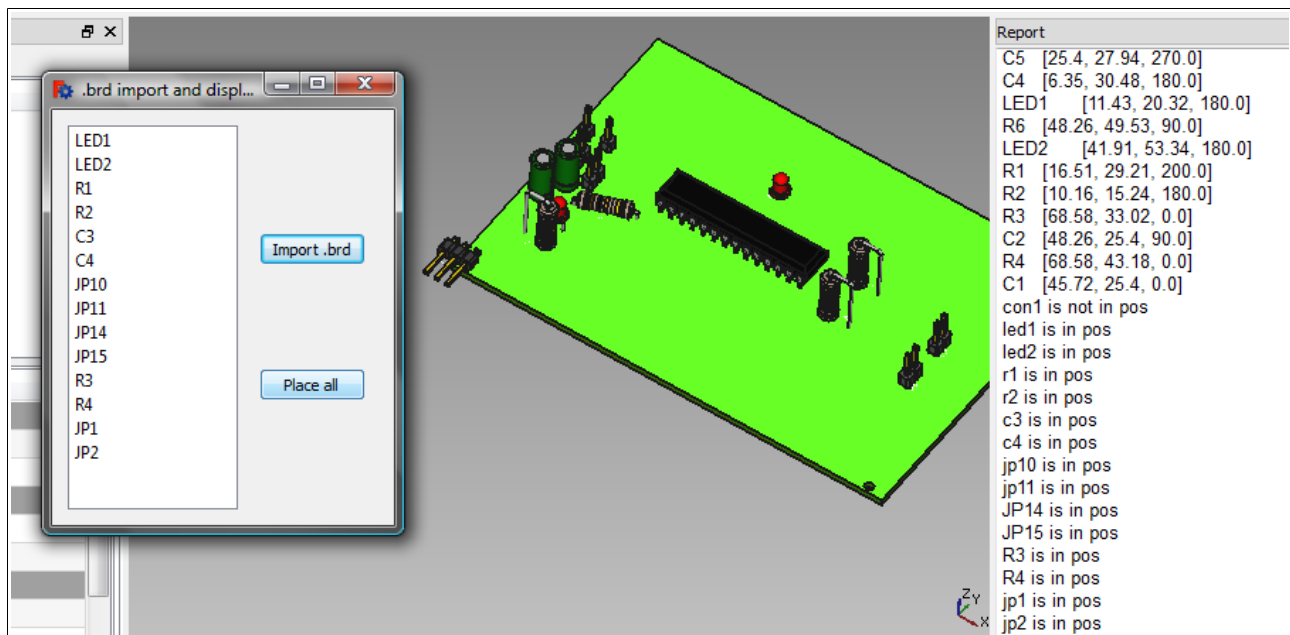 .brd import and displ...
LED1
LED2
R1
R2
C3
C4
JP10
JP11
JP14
JP15
R3
R4
JP1
JP2
Import .brd
Place all
Z
Y
X
Report
C5 [25.4, 27.94, 270.0]
C4 [6.35, 30.48, 180.0]
LED1 [11.43, 20.32, 180.0]
R6 [48.26, 49.53, 90.0]
LED2 [41.91, 53.34, 180.0]
R1 [16.51, 29.21, 200.0]
R2 [10.16, 15.24, 180.0]
R3 [68.58, 33.02, 0.0]
C2 [48.26, 25.4, 90.0]
R4 [68.58, 43.18, 0.0]
C1 [45.72, 25.4, 0.0]
con1 is not in pos
led1 is in pos
led2 is in pos
r1 is in pos
r2 is in pos
c3 is in pos
c4 is in pos
jp10 is in pos
jp11 is in pos
JP14 is in pos
JP15 is in pos
R3 is in pos
R4 is in pos
jp1 is in pos
jp2 is in pos